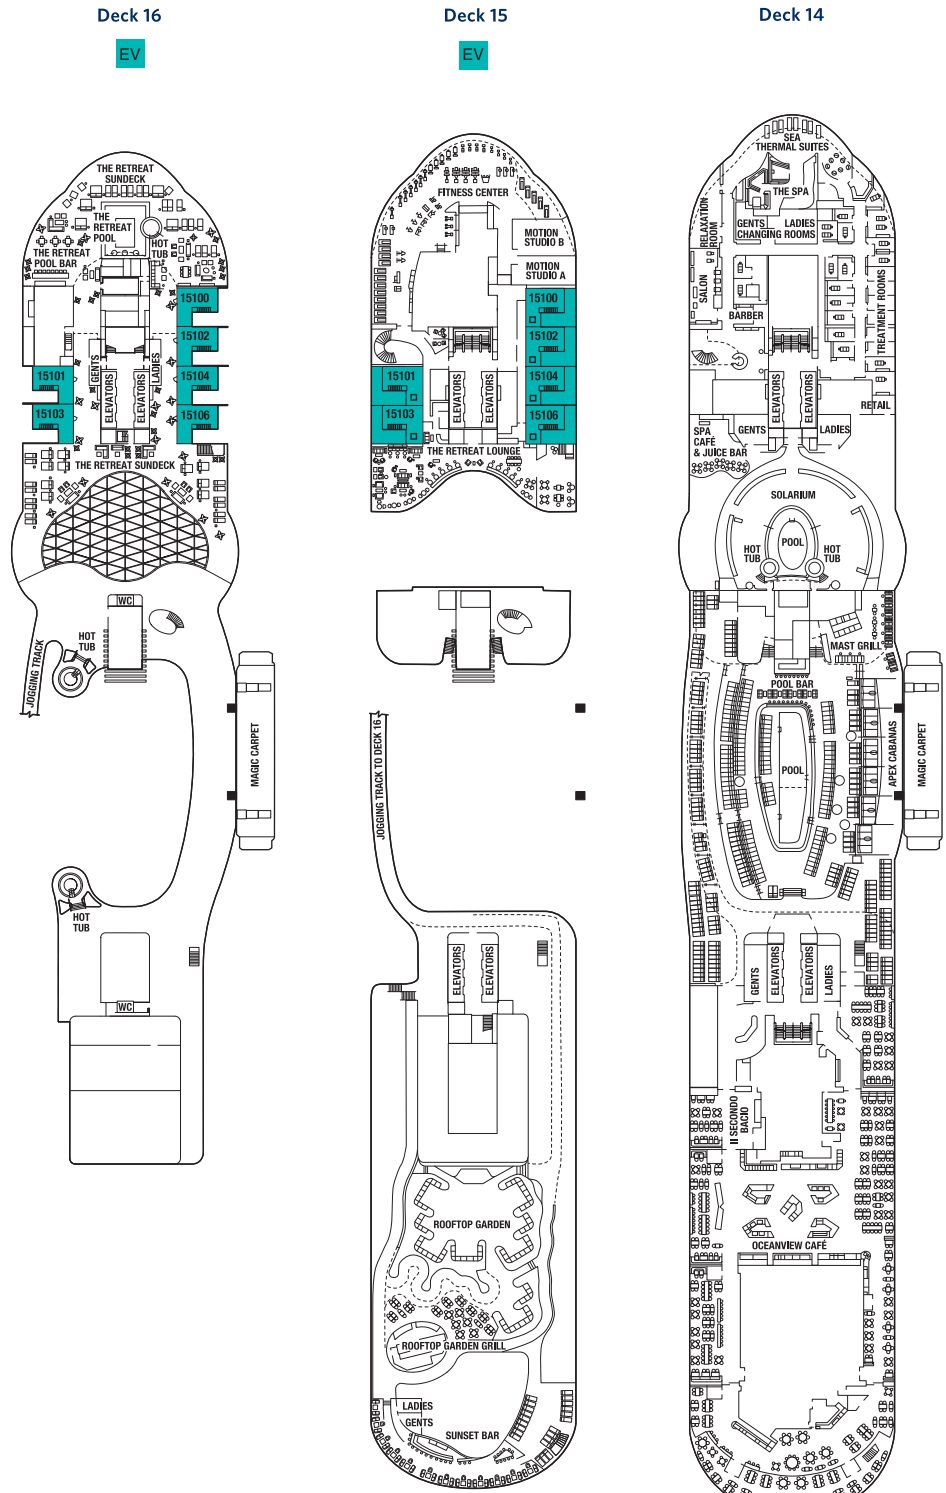 Deck 16
EV
THE RETREAT
SUNDECK
THE
RETREAT
POOL
HOT
TUB
THE RETREAT
POOL BAR
15100
15102
15101
15104
15103
15106
GENTS
LADIES
ELEVATORS
ELEVATORS
THE RETREAT SUNDECK
WC
HOT
TUB
JOGGING TRACK
MAGIC CARPET
HOT
TUB
WC
Deck 15
EV
FITNESS CENTER
MOTION
STUDIO B
MOTION
STUDIO A
15100
15102
15101
15104
15103
15106
ELEVATORS
ELEVATORS
THE RETREAT LOUNGE
JOGGING TRACK TO DECK 16
ELEVATORS
ELEVATORS
ROOFTOP GARDEN
ROOFTOP GARDEN GRILL
LADIES
GENTS
SUNSET BAR
Deck 14
SEA
THERMAL SUITES
THE SPA
RELAXATION
ROOM
GENTS
LADIES
CHANGING ROOMS
SALON
BARBER
TREATMENT ROOMS
ELEVATORS
ELEVATORS
RETAIL
SPA
CAFÉ
& JUICE BAR
GENTS
LADIES
SOLARIUM
POOL
HOT
TUB
HOT
TUB
MAST GRILL
POOL BAR
POOL
APEX CABANAS
MAGIC CARPET
GENTS
ELEVATORS
ELEVATORS
LADIES
II SECONDO
BACIO
OCEANVIEW CAFÉ